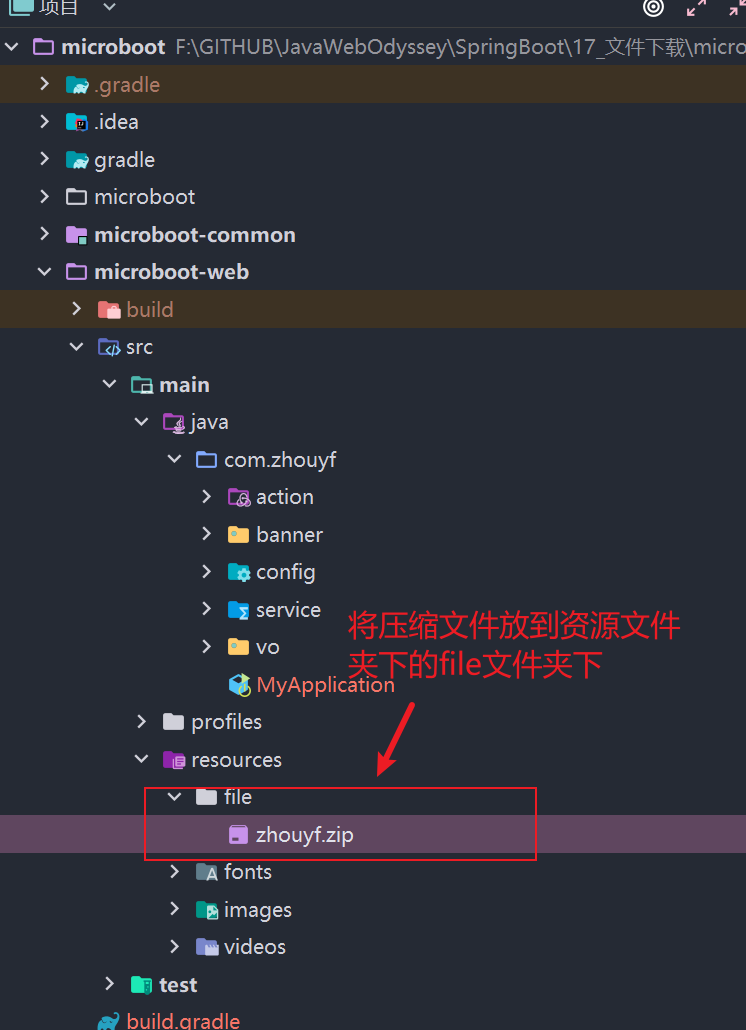 项目
microboot F:\GITHUB\JavaWebOdyssey\SpringBoot\17_文件下载\micro
.gradle
.idea
gradle
microboot
microboot-common
microboot-web
build
src
main
java
com.zhouyf
action
banner
config
service
vo
将压缩文件放到资源文件
夹下的file文件夹下
MyApplication
profiles
resources
file
zhouyf.zip
fonts
images
videos
test
build.gradle